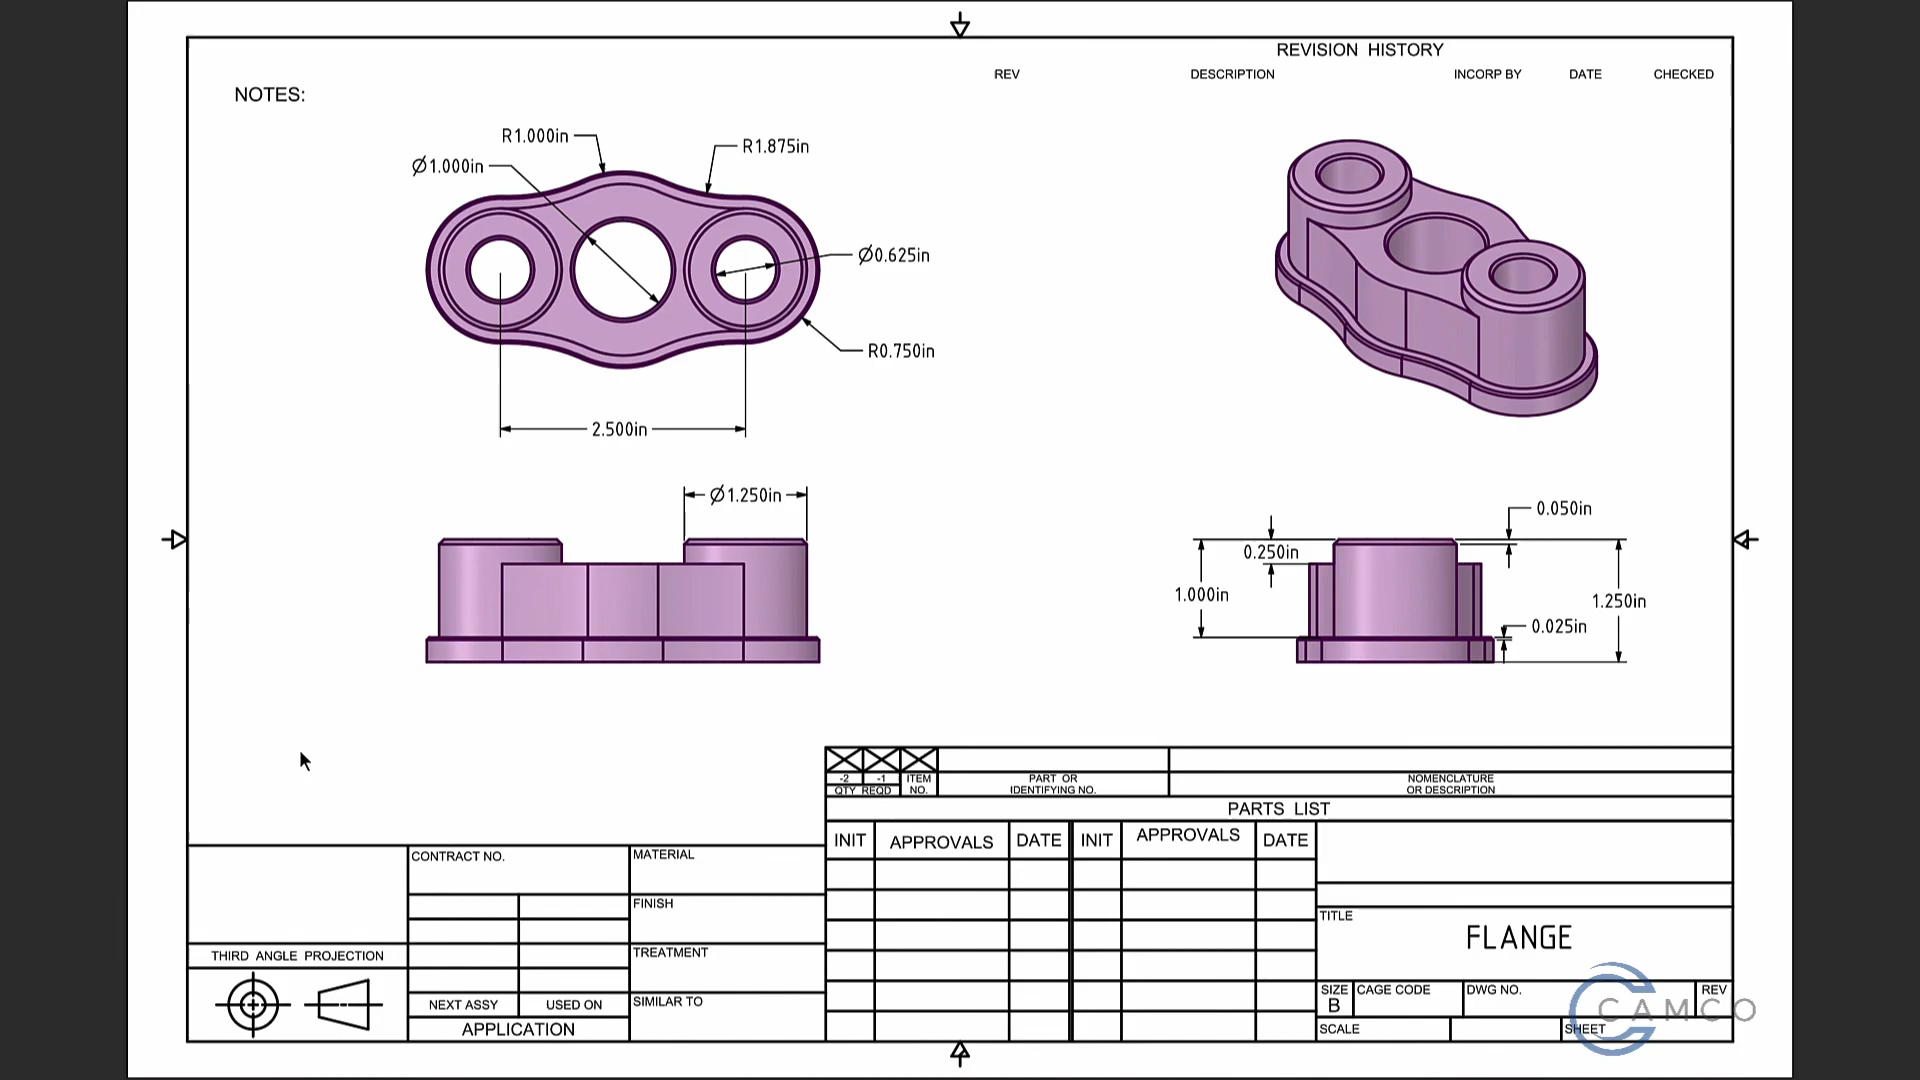 REVISION HISTORY
REV DESCRIPTION INCORP BY DATE CHECKED
NOTES:
R1.000in
R1.875in
Ø1.000in
Ø0.625in
R0.750in
2.500in
Ø1.250in
0.050in
0.250in
1.000in
1.250in
0.025in
-2 -1 ITEM NO.
QTY REQD
PART OR
IDENTIFYING NO.
NOMENCLATURE
OR DESCRIPTION
PARTS LIST
INIT APPROVALS DATE INIT APPROVALS DATE
CONTRACT NO.
MATERIAL
FINISH
TREATMENT
SIMILAR TO
THIRD ANGLE PROJECTION
NEXT ASSY USED ON
APPLICATION
TITLE
FLANGE
SIZE
B
CAGE CODE
DWG NO.
REV
SCALE
SHEET
CAMCO